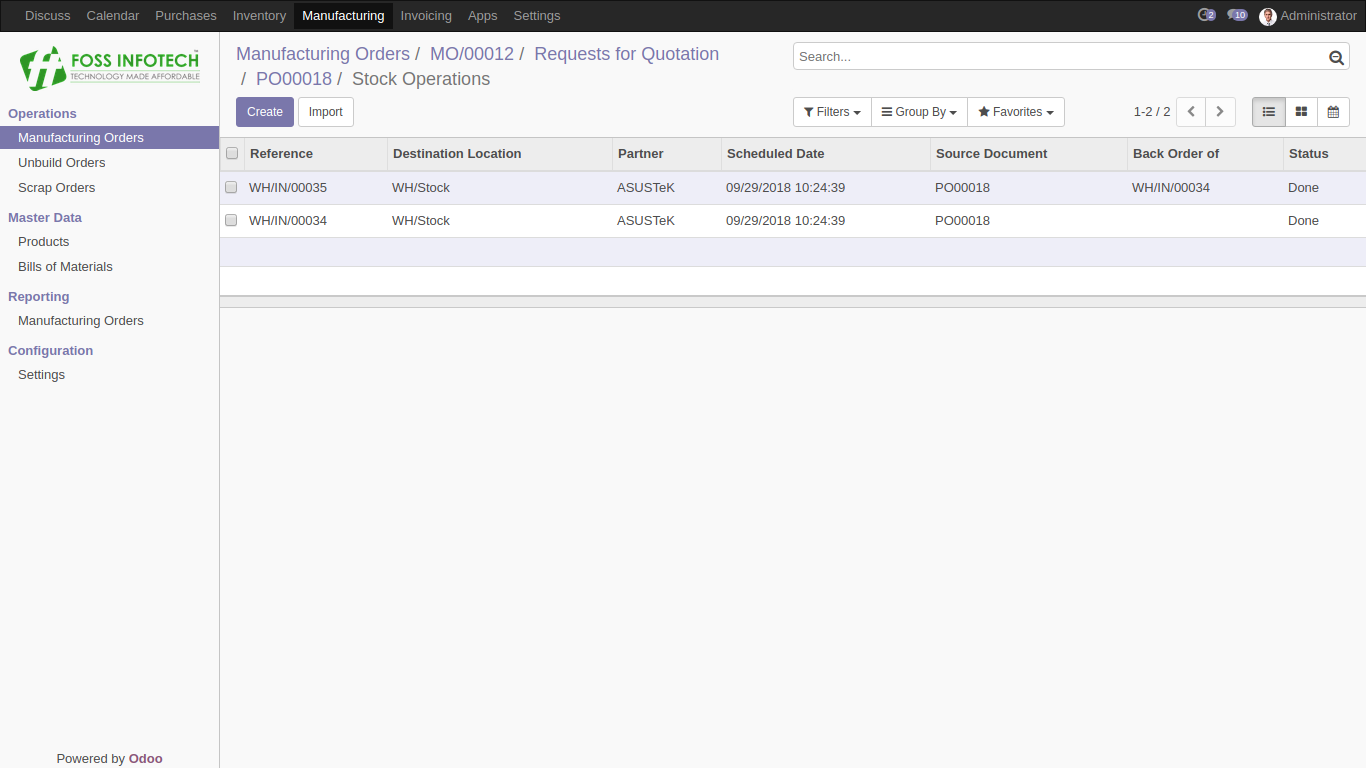 Discuss Calendar Purchases Inventory Manufacturing Invoicing Apps Settings 2 10 Administrator
FOSS INFOTECH
TECHNOLOGY MADE AFFORDABLE
Operations
Manufacturing Orders
Unbuild Orders
Scrap Orders
Master Data
Products
Bills of Materials
Reporting
Manufacturing Orders
Configuration
Settings
Powered by Odoo
Manufacturing Orders / MO/00012 / Requests for Quotation
/ PO00018 / Stock Operations
Search...
Create Import Filters Group By Favorites 1-2 / 2
Reference Destination Location Partner Scheduled Date Source Document Back Order of Status
WH/IN/00035 WH/Stock ASUSTeK 09/29/2018 10:24:39 PO00018 WH/IN/00034 Done
WH/IN/00034 WH/Stock ASUSTeK 09/29/2018 10:24:39 PO00018 Done